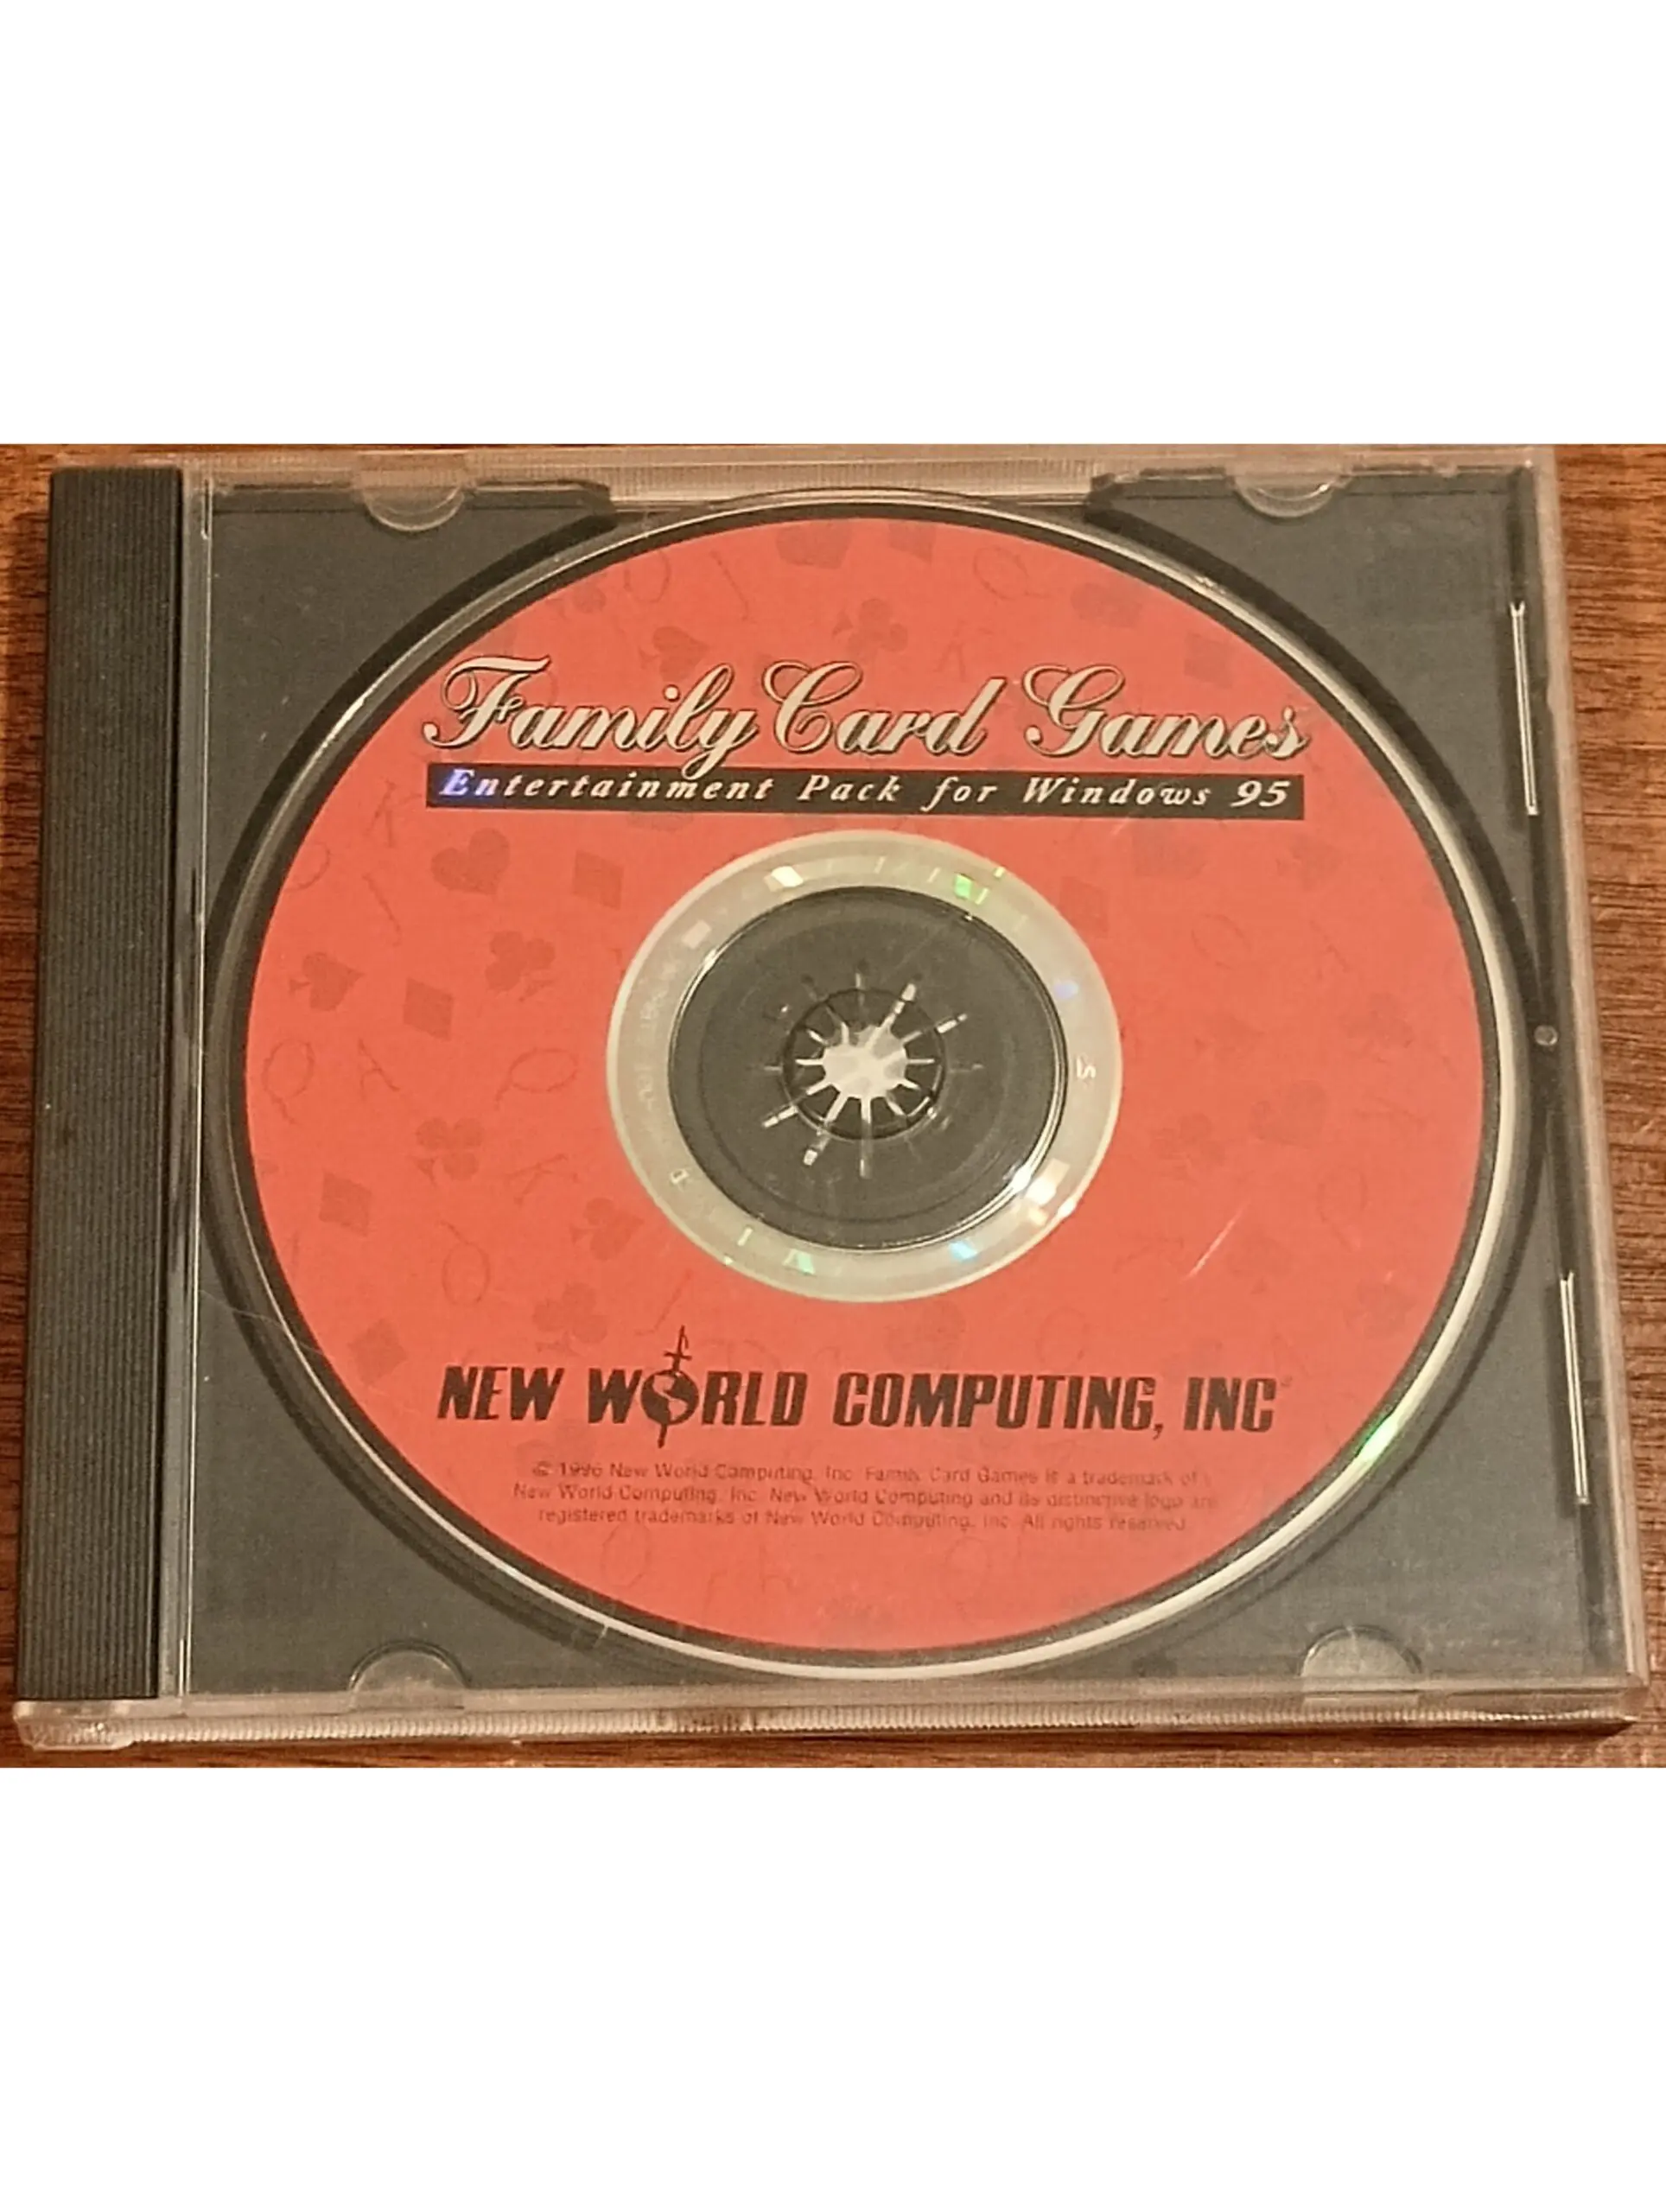 Family Card Games
Entertainment Pack for Windows 95
NEW WORLD COMPUTING, INC
© 1996 New World Computing, Inc. Family Card Games is a trademark of
New World Computing, Inc. New World Computing and its distinctive logo are
registered trademarks of New World Computing, Inc. All rights reserved.